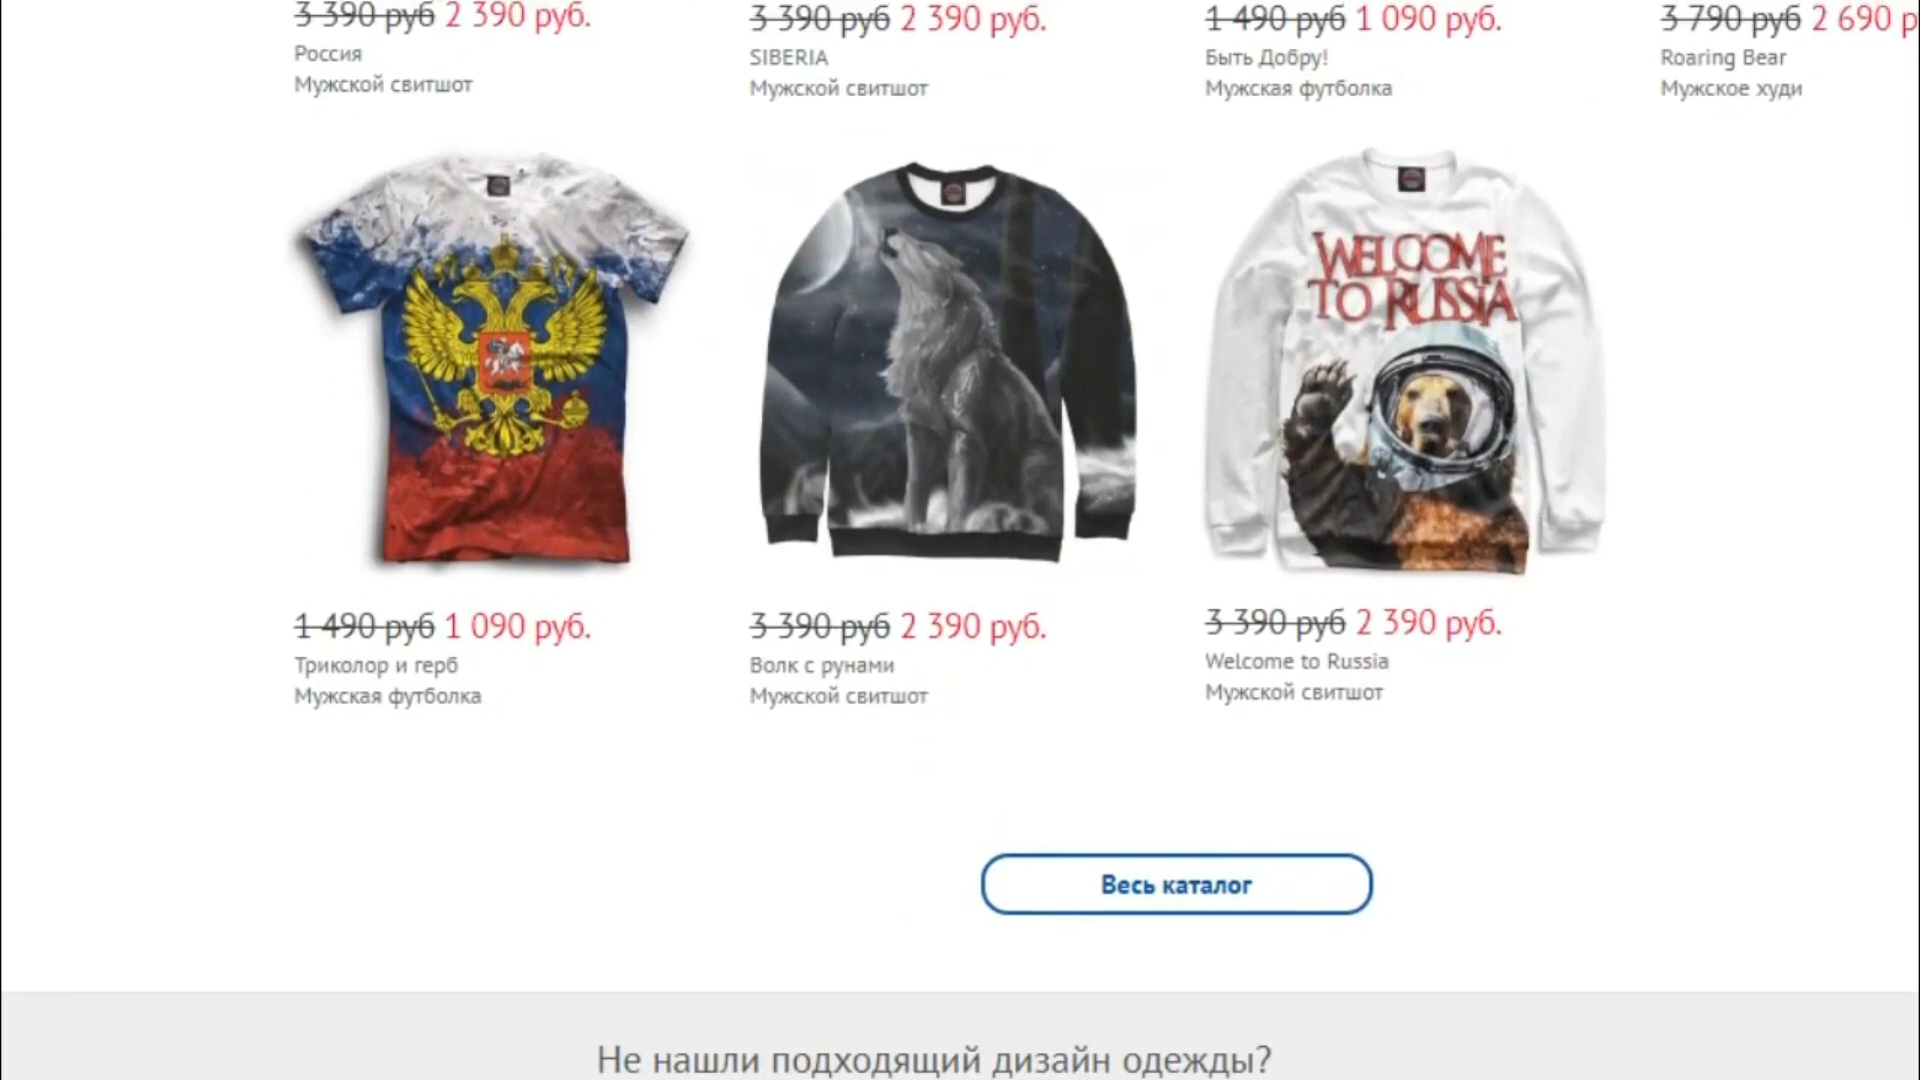 3 390 руб 2 390 руб.
Россия
Мужской свитшот
3 390 руб 2 390 руб.
SIBERIA
Мужской свитшот
1 490 руб 1 090 руб.
Быть Добру!
Мужская футболка
3 790 руб 2 690 р
Roaring Bear
Мужское худи
WELCOME
TO RUSSIA
1 490 руб 1 090 руб.
Триколор и герб
Мужская футболка
3 390 руб 2 390 руб.
Волк с рунами
Мужской свитшот
3 390 руб 2 390 руб.
Welcome to Russia
Мужской свитшот
Весь каталог
Не нашли подходящий дизайн одежды?